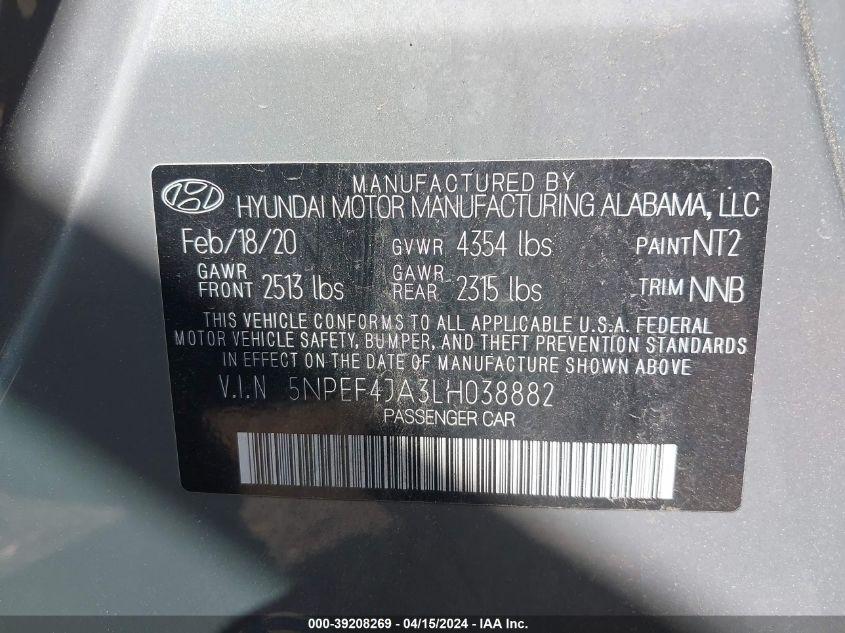 MANUFACTURED BY
HYUNDAI MOTOR MANUFACTURING ALABAMA, LLC
Feb/18/20 GVWR 4354 lbs PAINT NT2
GAWR FRONT 2513 lbs GAWR REAR 2315 lbs TRIM NNB
THIS VEHICLE CONFORMS TO ALL APPLICABLE U.S.A. FEDERAL
MOTOR VEHICLE SAFETY, BUMPER, AND THEFT PREVENTION STANDARDS
IN EFFECT ON THE DATE OF MANUFACTURE SHOWN ABOVE
V.I.N 5NPEF4JA3LH038882
PASSENGER CAR
000-39208269 - 04/15/2024 - IAA Inc.